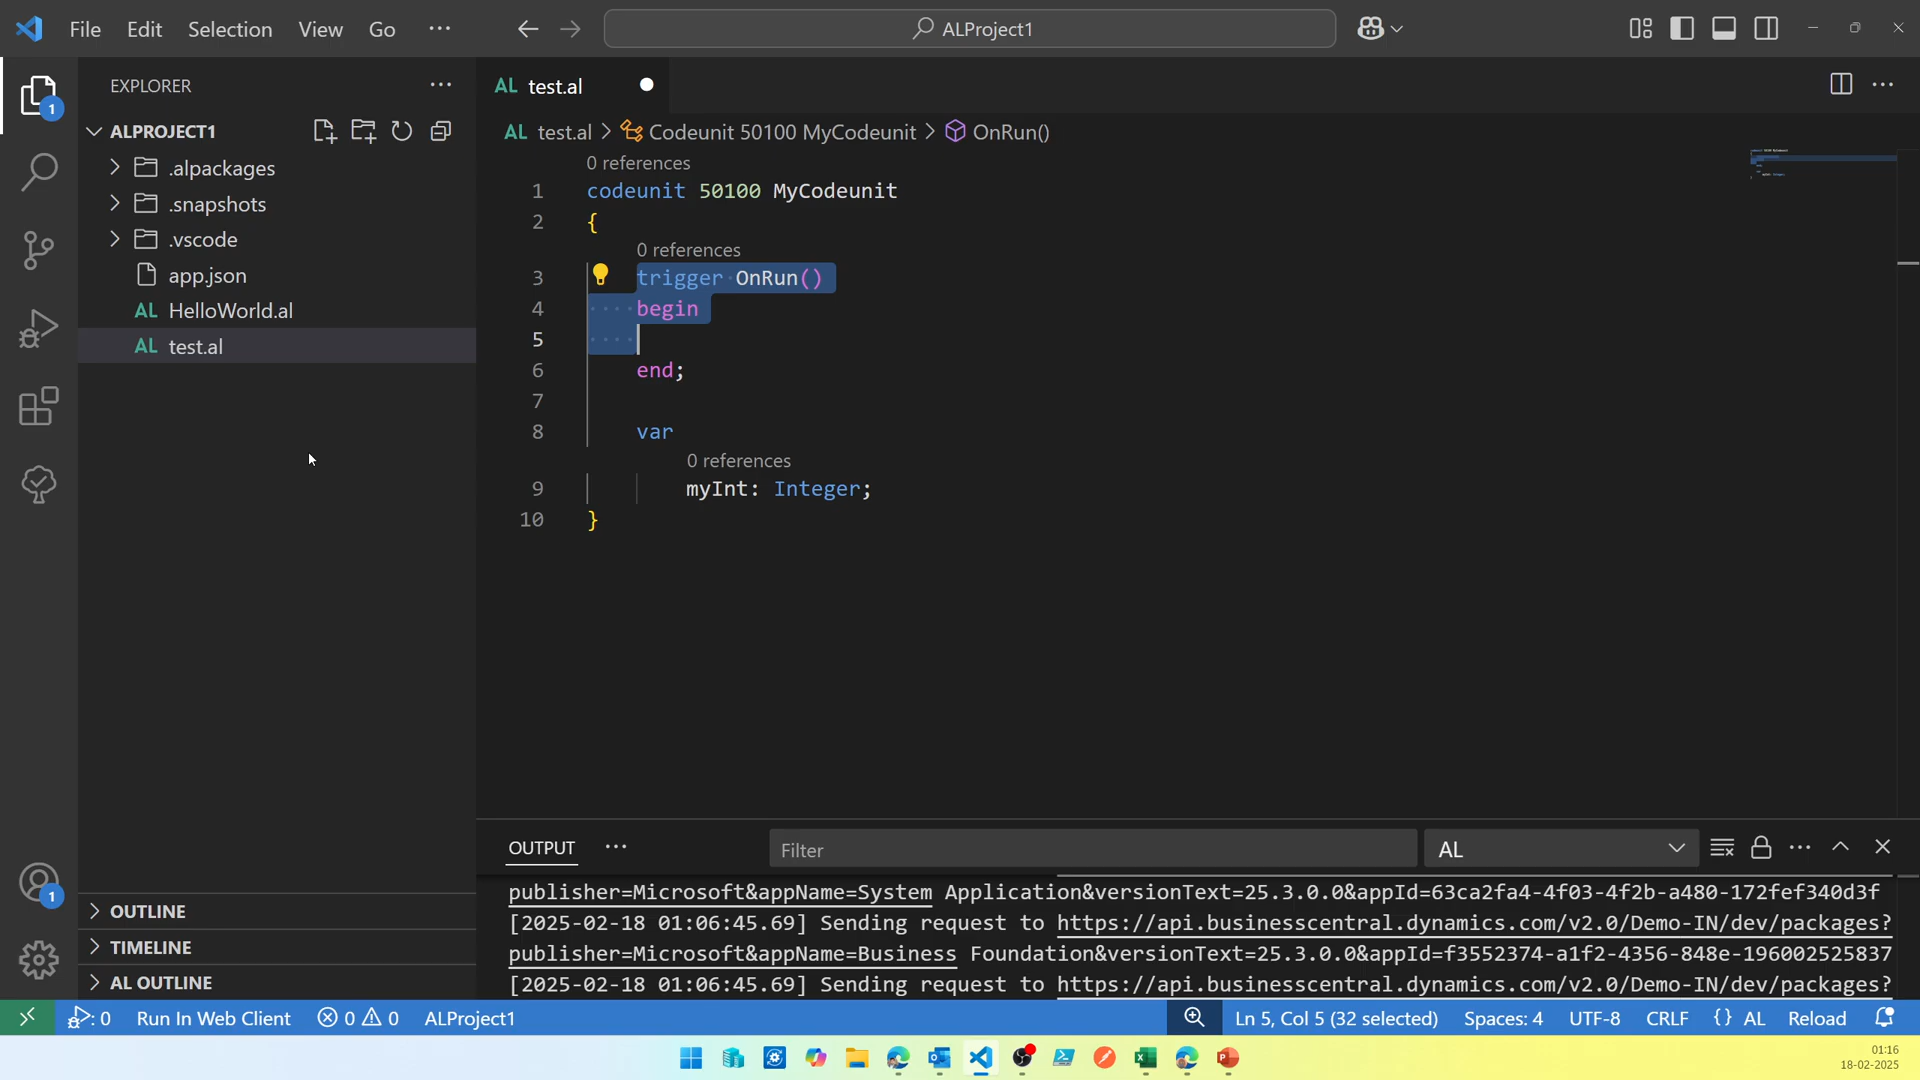 File Edit Selection View Go ··· ALProject1
EXPLORER ···
ALPROJECT1
.alpackages
.snapshots
.vscode
app.json
AL HelloWorld.al
AL test.al
OUTLINE
TIMELINE
AL OUTLINE
1
1
AL test.al
AL test.al > Codeunit 50100 MyCodeunit > OnRun()
0 references
1 codeunit 50100 MyCodeunit
2 {
0 references
3 trigger OnRun()
4 begin
5
6 end;
7
8 var
0 references
9 myInt: Integer;
10 }
OUTPUT ··· Filter AL
publisher=Microsoft&appName=System Application&versionText=25.3.0.0&appId=63ca2fa4-4f03-4f2b-a480-172fef340d3f
[2025-02-18 01:06:45.69] Sending request to https://api.businesscentral.dynamics.com/v2.0/Demo-IN/dev/packages?
publisher=Microsoft&appName=Business Foundation&versionText=25.3.0.0&appId=f3552374-a1f2-4356-848e-196002525837
[2025-02-18 01:06:45.69] Sending request to https://api.businesscentral.dynamics.com/v2.0/Demo-IN/dev/packages?
: 0 Run In Web Client 0 0 ALProject1 Ln 5, Col 5 (32 selected) Spaces: 4 UTF-8 CRLF {} AL Reload
01:16
18-02-2025